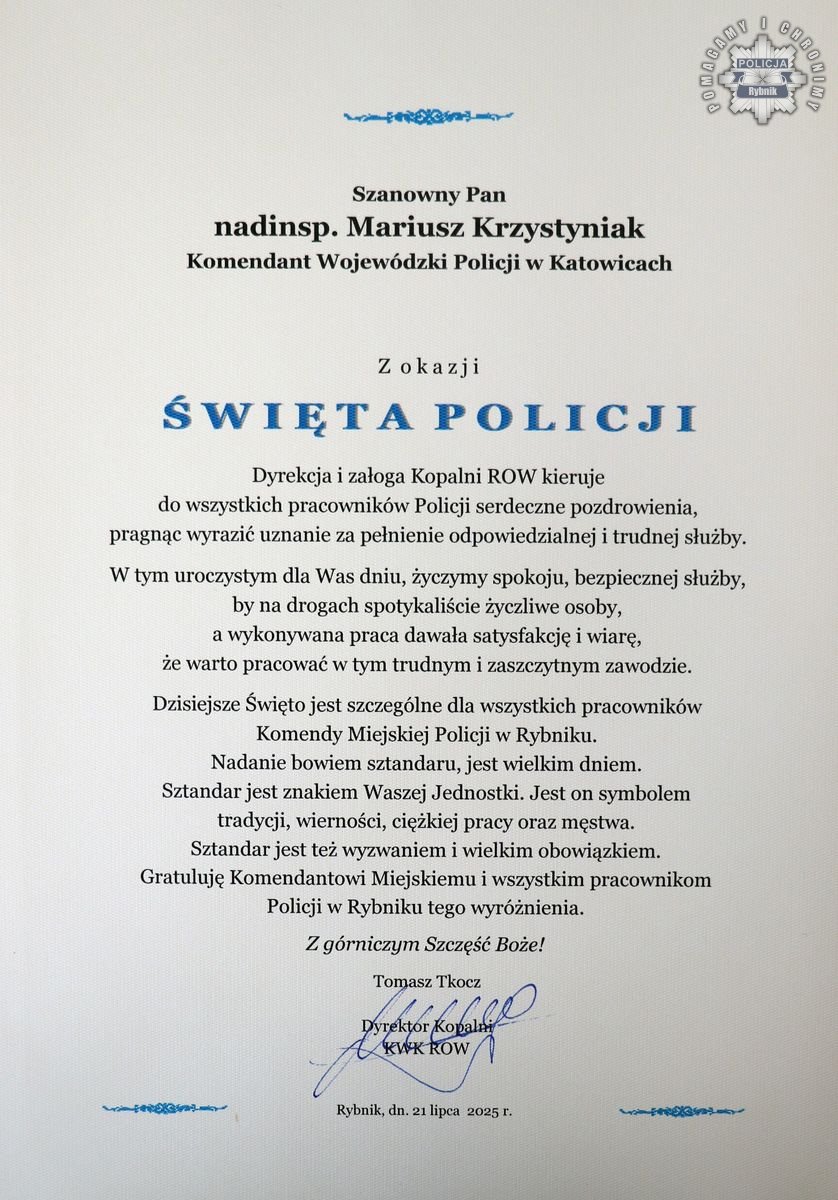 POMAGAMY I CHRONIMY
POLICJA
Rybnik
Szanowny Pan
nadinsp. Mariusz Krzystyniak
Komendant Wojewódzki Policji w Katowicach
Z okazji
ŚWIĘTA POLICJI
Dyrekcja i załoga Kopalni ROW kieruje
do wszystkich pracowników Policji serdeczne pozdrowienia,
pragnąc wyrazić uznanie za pełnienie odpowiedzialnej i trudnej służby.
W tym uroczystym dla Was dniu, życzymy spokoju, bezpiecznej służby,
by na drogach spotykaliście życzliwe osoby,
a wykonywana praca dawała satysfakcję i wiarę,
że warto pracować w tym trudnym i zaszczytnym zawodzie.
Dzisiejsze Święto jest szczególne dla wszystkich pracowników
Komendy Miejskiej Policji w Rybniku.
Nadanie bowiem sztandaru, jest wielkim dniem.
Sztandar jest znakiem Waszej Jednostki. Jest on symbolem
tradycji, wierności, ciężkiej pracy oraz męstwa.
Sztandar jest też wyzwaniem i wielkim obowiązkiem.
Gratuluję Komendantowi Miejskiemu i wszystkim pracownikom
Policji w Rybniku tego wyróżnienia.
Z górniczym Szczęść Boże!
Tomasz Tkocz
Dyrektor Kopalni
KWK ROW
Rybnik, dn. 21 lipca 2025 r.